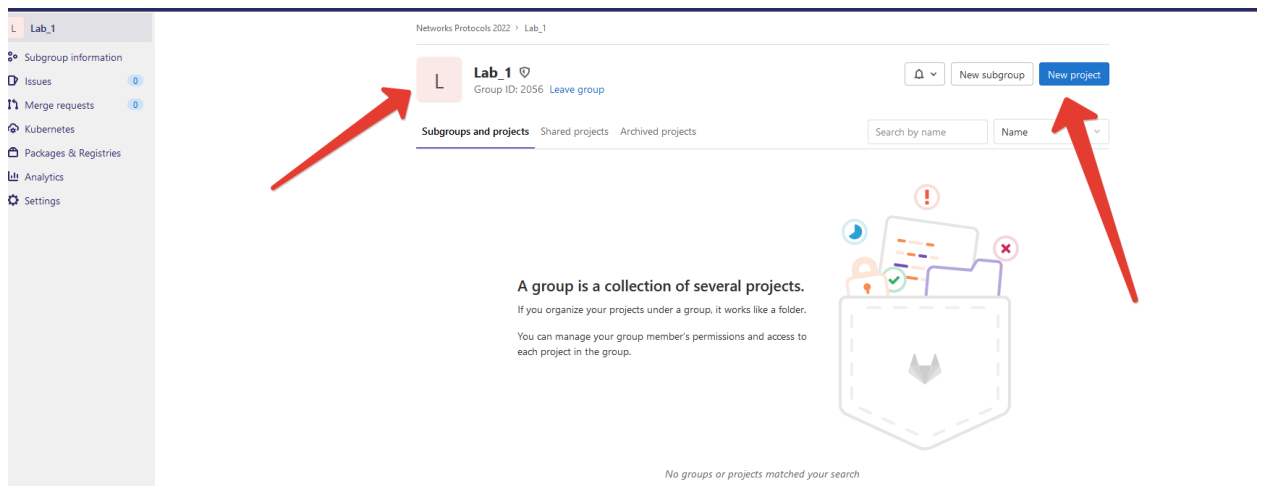 L Lab_1
Subgroup information
Issues 0
Merge requests 0
Kubernetes
Packages & Registries
Analytics
Settings
Networks Protocols 2022 > Lab_1
L
Lab_1
Group ID: 2056 Leave group
New subgroup New project
Subgroups and projects Shared projects Archived projects
Search by name Name
A group is a collection of several projects.
If you organize your projects under a group, it works like a folder.
You can manage your group member's permissions and access to
each project in the group.
No groups or projects matched your search